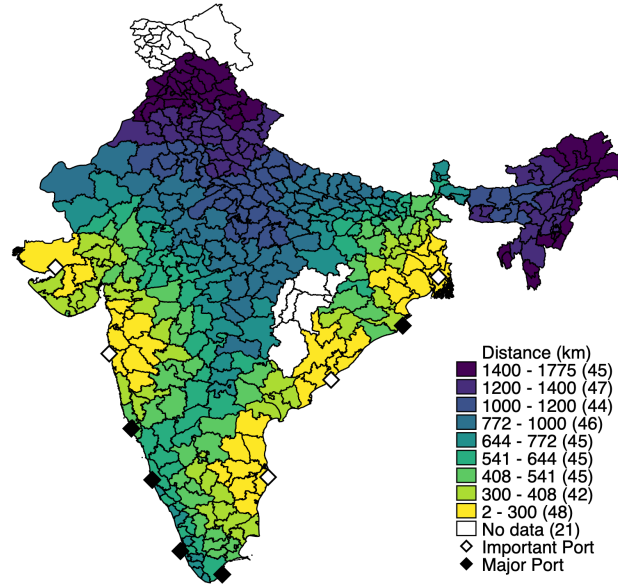 Distance (km)
1400 - 1775 (45)
1200 - 1400 (47)
1000 - 1200 (44)
772 - 1000 (46)
644 - 772 (45)
541 - 644 (45)
408 - 541 (45)
300 - 408 (42)
2 - 300 (48)
No data (21)
Important Port
Major Port